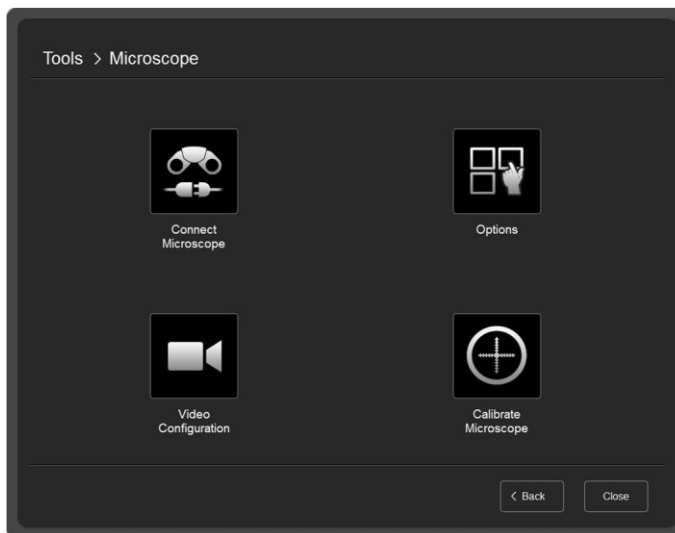 Tools > Microscope
Connect
Microscope
Options
Video
Configuration
Calibrate
Microscope
< Back
Close